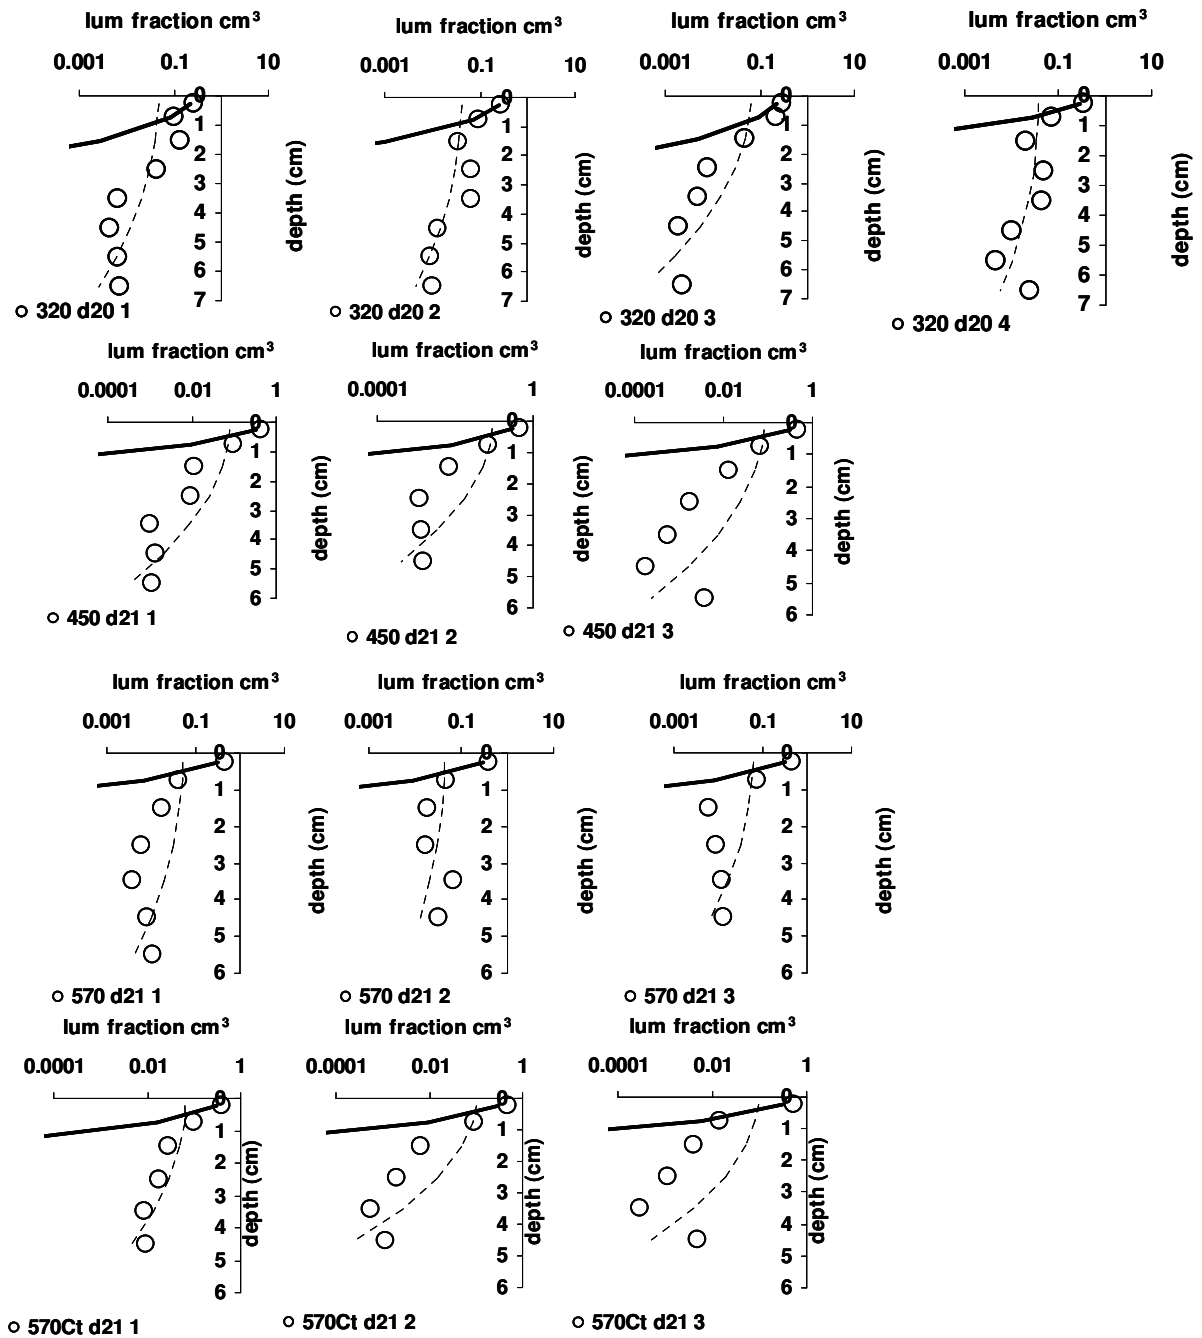 lum fraction cm³
0.001 0.1 10
0
1
2
3
4
5
6
7
depth (cm)
320 d20 1
lum fraction cm³
0.001 0.1 10
0
1
2
3
4
5
6
7
depth (cm)
320 d20 2
lum fraction cm³
0.001 0.1 10
0
1
2
3
4
5
6
7
depth (cm)
320 d20 3
lum fraction cm³
0.001 0.1 10
0
1
2
3
4
5
6
7
depth (cm)
320 d20 4
lum fraction cm³
0.0001 0.01 1
0
1
2
3
4
5
6
depth (cm)
450 d21 1
lum fraction cm³
0.0001 1
0
1
2
3
4
5
6
depth (cm)
450 d21 2
lum fraction cm³
0.0001 0.01 1
0
1
2
3
4
5
6
depth (cm)
450 d21 3
lum fraction cm³
0.001 0.1 10
0
1
2
3
4
5
6
depth (cm)
570 d21 1
lum fraction cm³
0.001 0.1 10
0
1
2
3
4
5
6
depth (cm)
570 d21 2
lum fraction cm³
0.001 0.1 10
0
1
2
3
4
5
6
depth (cm)
570 d21 3
lum fraction cm³
0.0001 0.01 1
0
1
2
3
4
5
6
depth (cm)
570Ct d21 1
lum fraction cm³
0.0001 0.01 1
0
1
2
3
4
5
6
depth (cm)
570Ct d21 2
lum fraction cm³
0.0001 0.01 1
0
1
2
3
4
5
6
depth (cm)
570Ct d21 3